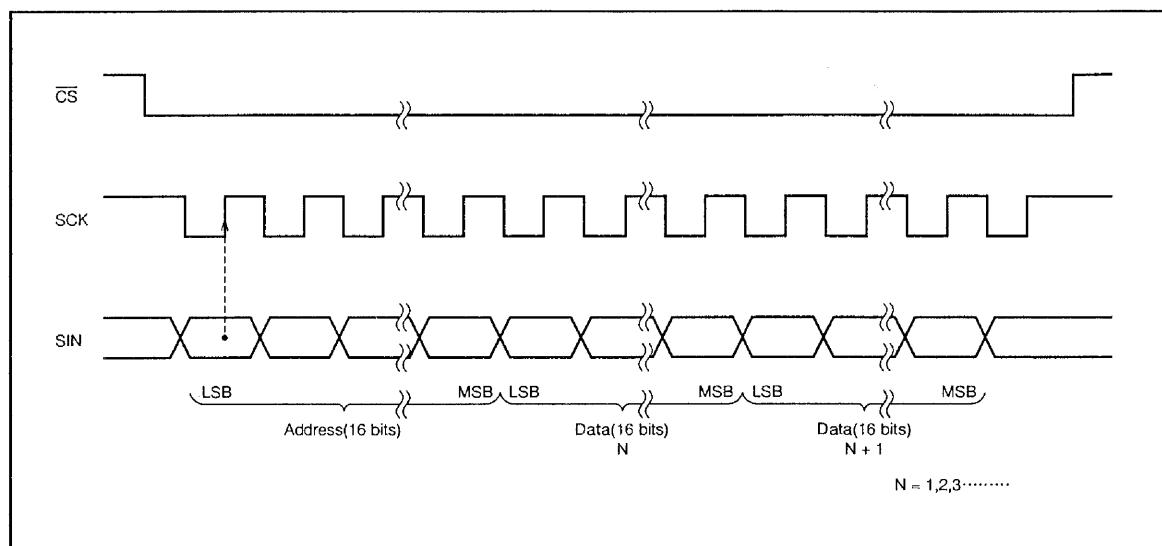 CS
SCK
SIN
LSB MSB LSB MSB LSB MSB
Address(16 bits) Data(16 bits) Data(16 bits)
N N + 1
N = 1,2,3·········